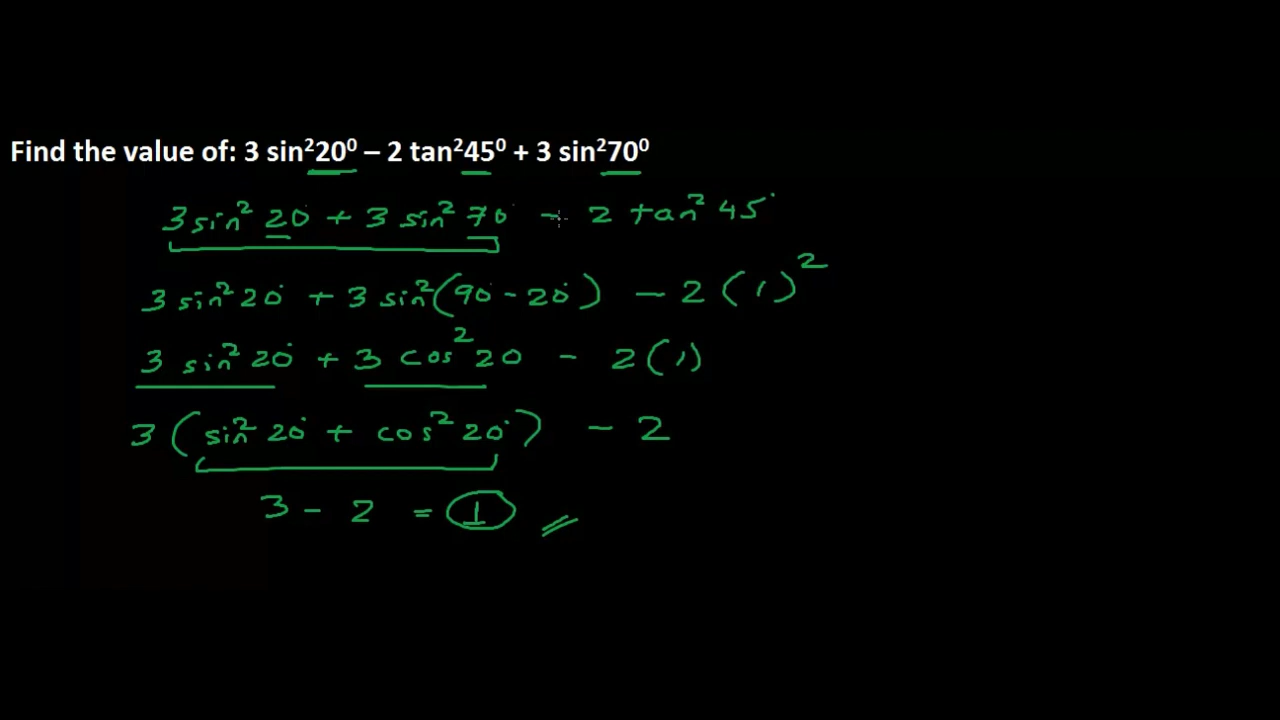 Find the value of: 3 sin²20⁰ – 2 tan²45⁰ + 3 sin²70⁰
3 sin² 20° + 3 sin² 70° - 2 tan² 45°
3 sin² 20° + 3 sin² (90° - 20°) - 2 (1)²
3 sin² 20° + 3 cos² 20 - 2 (1)
3 (sin² 20° + cos² 20°) - 2
3 - 2 = 1